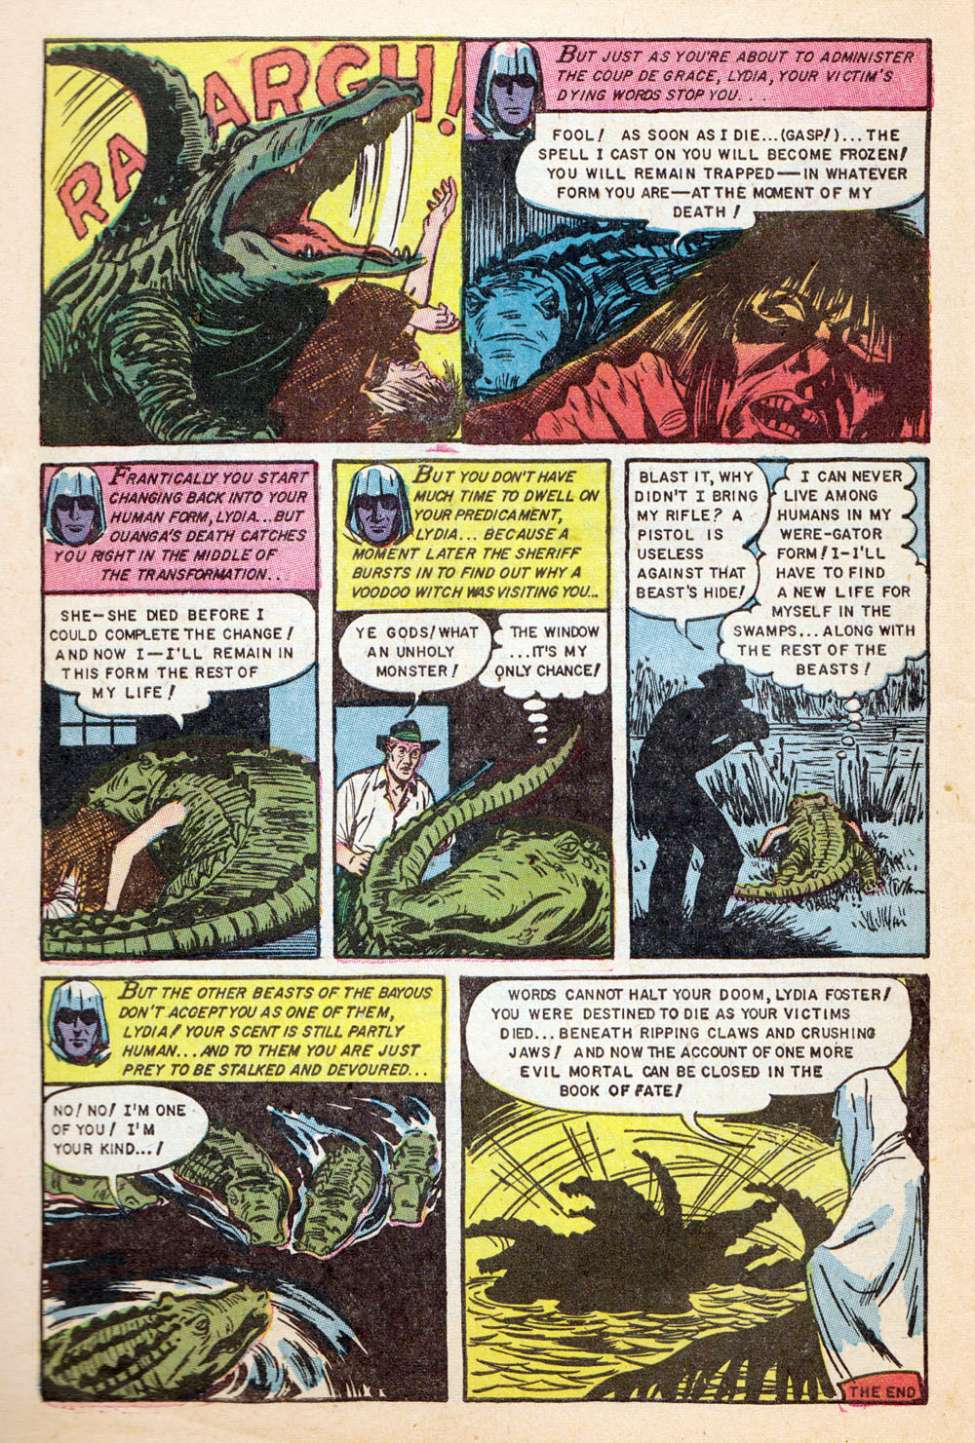 RA ARGH!
BUT JUST AS YOU'RE ABOUT TO ADMINISTER
THE COUP DE GRACE, LYDIA, YOUR VICTIM'S
DYING WORDS STOP YOU...
FOOL! AS SOON AS I DIE...(GASP!)...THE
SPELL I CAST ON YOU WILL BECOME FROZEN!
YOU WILL REMAIN TRAPPED—IN WHATEVER
FORM YOU ARE—AT THE MOMENT OF MY
DEATH!
FRANTICALLY YOU START
CHANGING BACK INTO YOUR
HUMAN FORM, LYDIA...BUT
OUANGA'S DEATH CATCHES
YOU RIGHT IN THE MIDDLE OF
THE TRANSFORMATION...
SHE—SHE DIED BEFORE I
COULD COMPLETE THE CHANGE!
AND NOW I—I'LL REMAIN IN
THIS FORM THE REST OF
MY LIFE!
BUT YOU DON'T HAVE
MUCH TIME TO DWELL ON
YOUR PREDICAMENT,
LYDIA... BECAUSE A
MOMENT LATER THE SHERIFF
BURSTS IN TO FIND OUT WHY A
VOODOO WITCH WAS VISITING YOU...
YE GODS! WHAT
AN UNHOLY
MONSTER!
THE WINDOW
...IT'S MY
ONLY CHANCE!
BLAST IT, WHY
DIDN'T I BRING
MY RIFLE? A
PISTOL IS
USELESS
AGAINST THAT
BEAST'S HIDE!
I CAN NEVER
LIVE AMONG
HUMANS IN MY
WERE-GATOR
FORM! I-I'LL
HAVE TO FIND
A NEW LIFE FOR
MYSELF IN THE
SWAMPS...ALONG WITH
THE REST OF THE
BEASTS!
BUT THE OTHER BEASTS OF THE BAYOUS
DON'T ACCEPT YOU AS ONE OF THEM,
LYDIA! YOUR SCENT IS STILL PARTLY
HUMAN...AND TO THEM YOU ARE JUST
PREY TO BE STALKED AND DEVOURED...
NO! NO! I'M ONE
OF YOU! I'M
YOUR KIND...!
WORDS CANNOT HALT YOUR DOOM, LYDIA FOSTER!
YOU WERE DESTINED TO DIE AS YOUR VICTIMS
DIED...BENEATH RIPPING CLAWS AND CRUSHING
JAWS! AND NOW THE ACCOUNT OF ONE MORE
EVIL MORTAL CAN BE CLOSED IN THE
BOOK OF FATE!
THE END